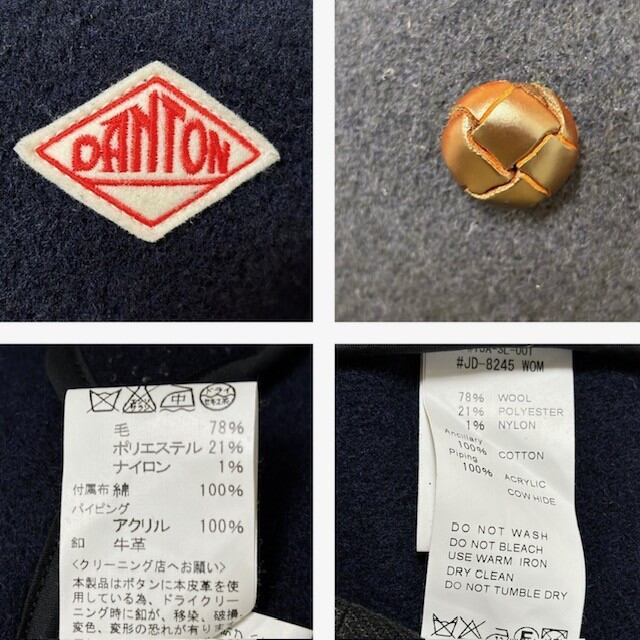 DANTON
毛 78%
ポリエステル 21%
ナイロン 1%
付属布 綿 100%
パイピング
アクリル 100%
釦 牛革
<クリーニング店へお願い>
本製品はボタンに本皮革を使
用している為、ドライクリー
ニング時に釦が、移染、破損
変色、変形の恐れが有りま
#JD-8245 WOM
78% WOOL
21% POLYESTER
1% NYLON
Ancillary
100% COTTON
Piping
100% ACRYLIC
COW HIDE
DO NOT WASH
DO NOT BLEACH
USE WARM IRON
DRY CLEAN
DO NOT TUMBLE DRY